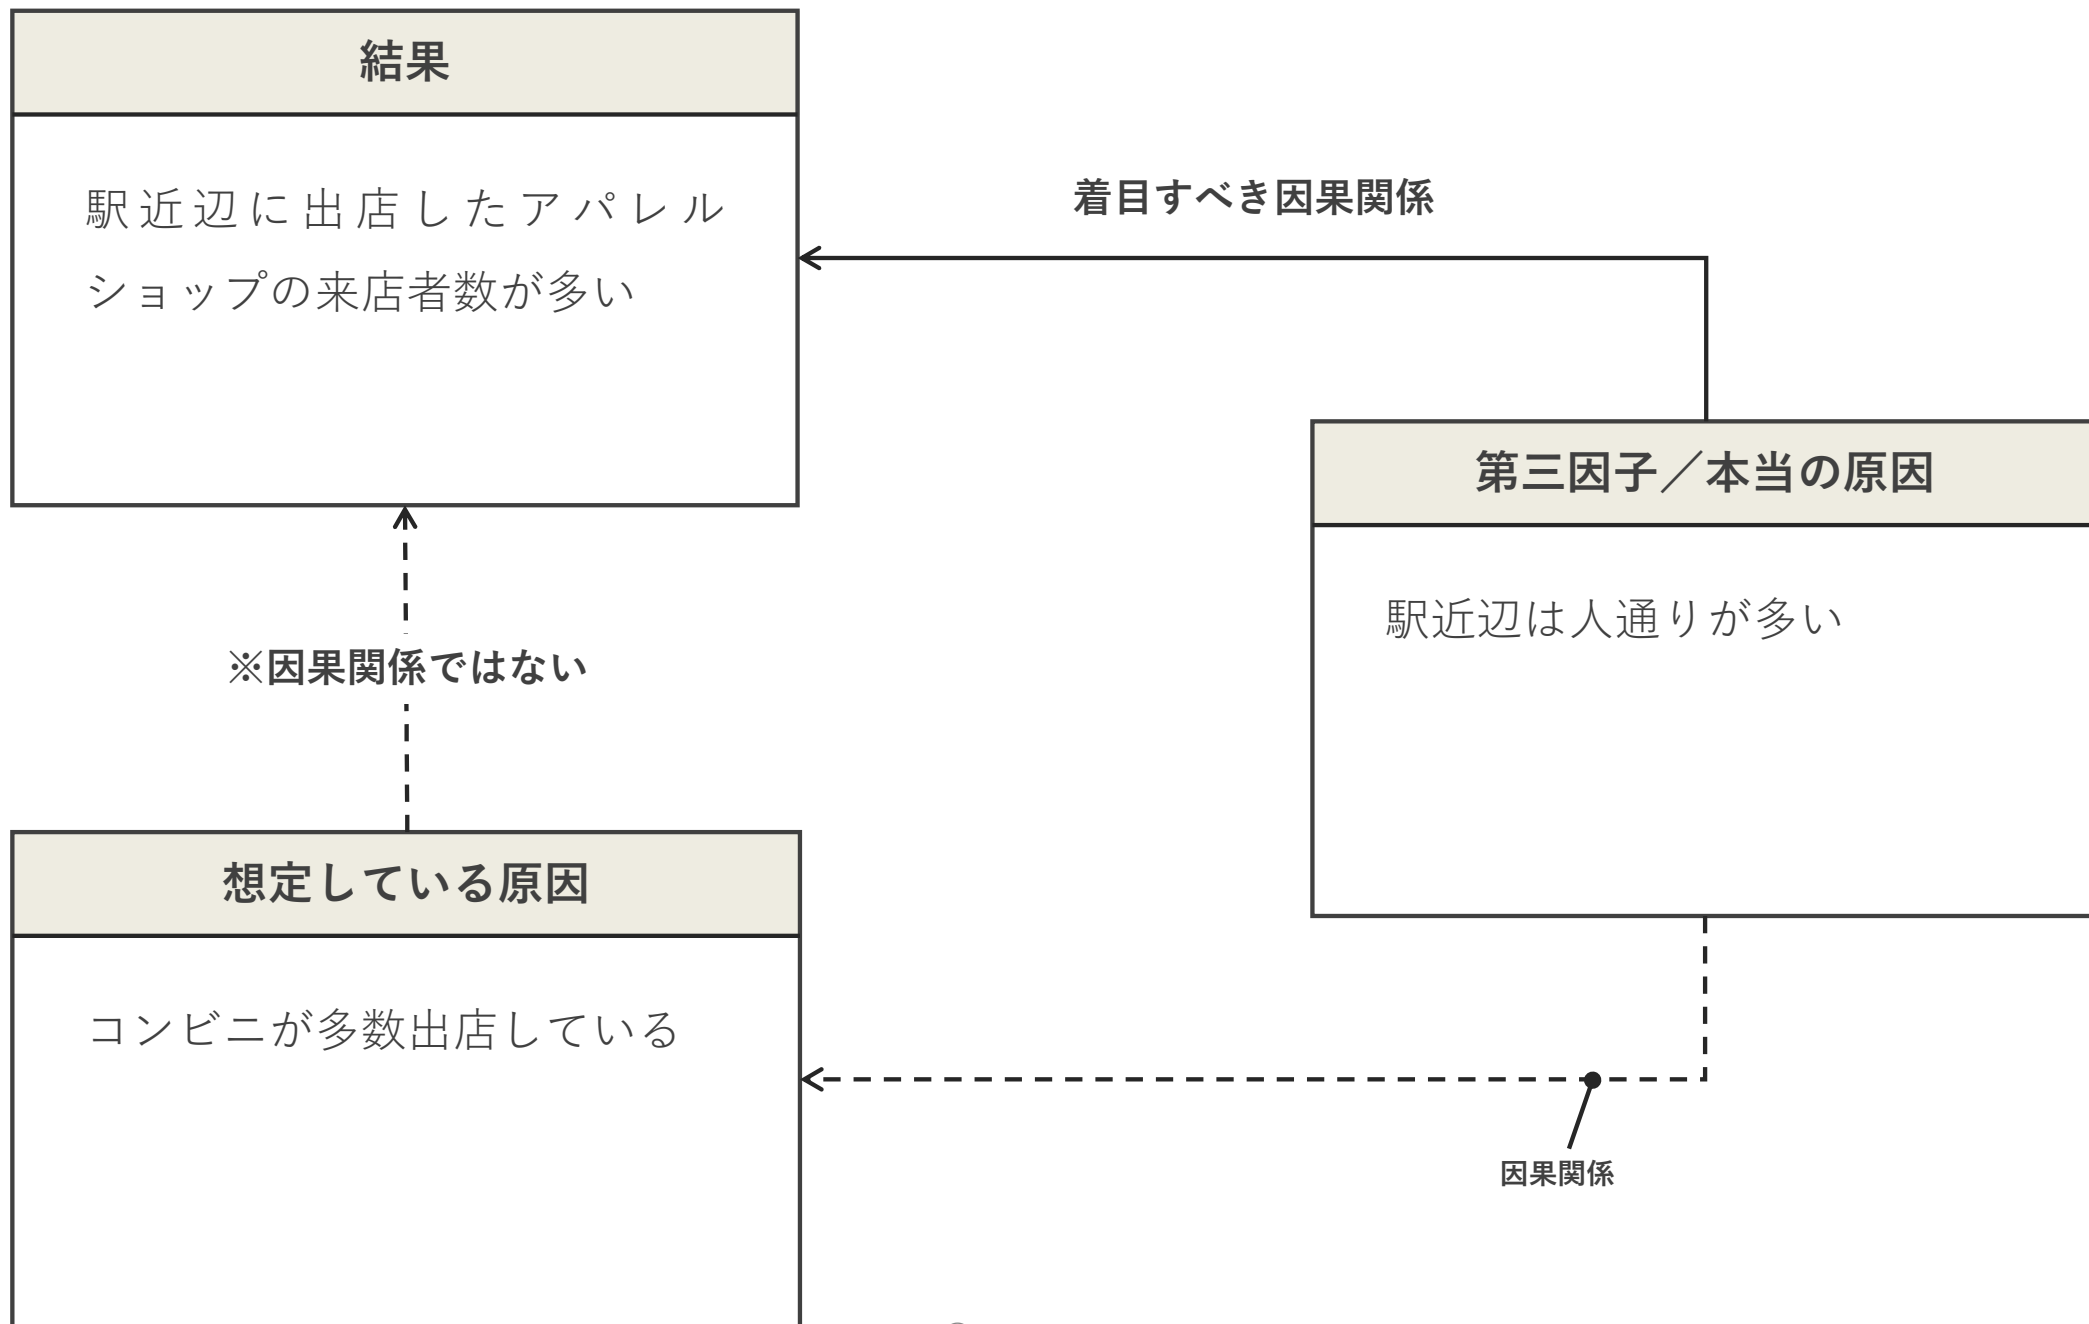 結果
駅近辺に出店したアパレル
ショップの来店者数が多い
着目すべき因果関係
第三因子／本当の原因
駅近辺は人通りが多い
※因果関係ではない
想定している原因
コンビニが多数出店している
因果関係